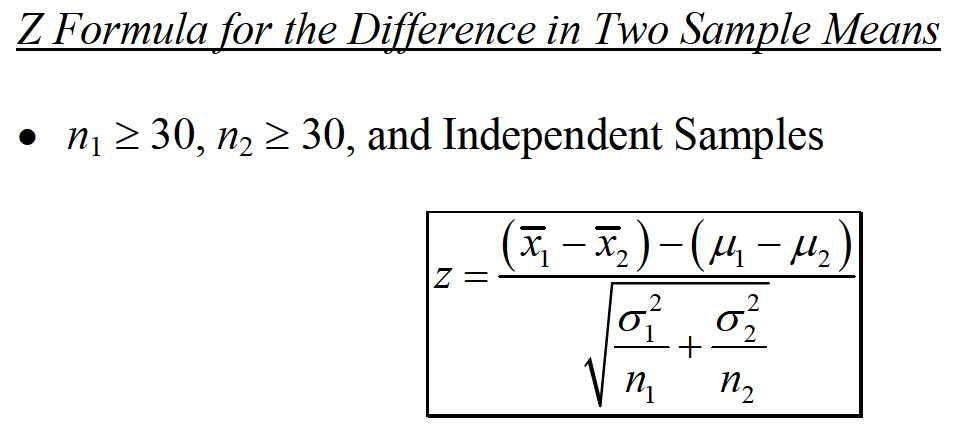 Z Formula for the Difference in Two Sample Means
• n₁ ≥ 30, n₂ ≥ 30, and Independent Samples
z = ((x̅₁ − x̅₂) − (μ₁ − μ₂)) / √(σ₁²/n₁ + σ₂²/n₂)